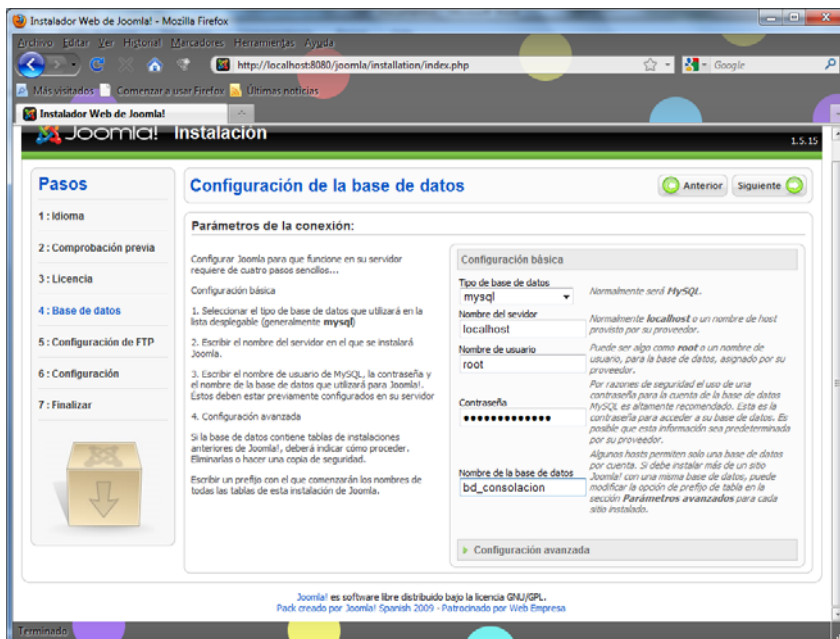 Instalador Web de Joomla! - Mozilla Firefox
Archivo Editar Ver Historial Marcadores Herramientas Ayuda
http://localhost:8080/joomla/installation/index.php
Google
Más visitados Comenzar a usar Firefox Últimas noticias
Instalador Web de Joomla!
Joomla! Instalación
1.5.15
Pasos
1 : Idioma
2 : Comprobación previa
3 : Licencia
4 : Base de datos
5 : Configuración de FTP
6 : Configuración
7 : Finalizar
Configuración de la base de datos
Anterior
Siguiente
Parámetros de la conexión:
Configurar Joomla para que funcione en su servidor
requiere de cuatro pasos sencillos...
Configuración básica
1. Seleccionar el tipo de base de datos que utilizará en la
lista desplegable (generalmente mysql)
2. Escribir el nombre del servidor en el que se instalará
Joomla.
3. Escribir el nombre de usuario de MySQL, la contraseña y
el nombre de la base de datos que utilizará para Joomla!.
Éstos deben estar previamente configurados en su servidor
4. Configuración avanzada
Si la base de datos contiene tablas de instalaciones
anteriores de Joomla!, deberá indicar cómo proceder.
Eliminarlas o hacer una copia de seguridad.
Escribir un prefijo con el que comenzarán los nombres de
todas las tablas de esta instalación de Joomla.
Configuración básica
Tipo de base de datos
mysql
Normalmente será MySQL.
Nombre del sevidor
localhost
Normalmente localhost o un nombre de host
provisto por su proveedor.
Nombre de usuario
root
Puede ser algo como root o un nombre de
usuario, para la base de datos, asignado por su
proveedor.
Contraseña
•••••••••••••
Por razones de seguridad el uso de una
contraseña para la cuenta de la base de datos
MySQL es altamente recomendado. Esta es la
contraseña para acceder a su base de datos. Es
posible que esta información sea predeterminada
por su proveedor.
Nombre de la base de datos
bd_consolacion
Algunos hosts permiten solo una base de datos
por cuenta. Si debe instalar más de un sitio
Joomla! con una misma base de datos, puede
modificar la opción de prefijo de tabla en la
sección Parámetros avanzados para cada
sitio instalado.
Configuración avanzada
Joomla! es software libre distribuido bajo la licencia GNU/GPL.
Pack creado por Joomla! Spanish 2009 - Patrocinado por Web Empresa
Terminado